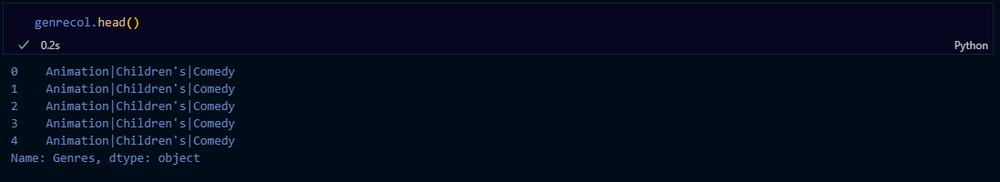 genrecol.head()
0.2s
Python
0 Animation|Children's|Comedy
1 Animation|Children's|Comedy
2 Animation|Children's|Comedy
3 Animation|Children's|Comedy
4 Animation|Children's|Comedy
Name: Genres, dtype: object